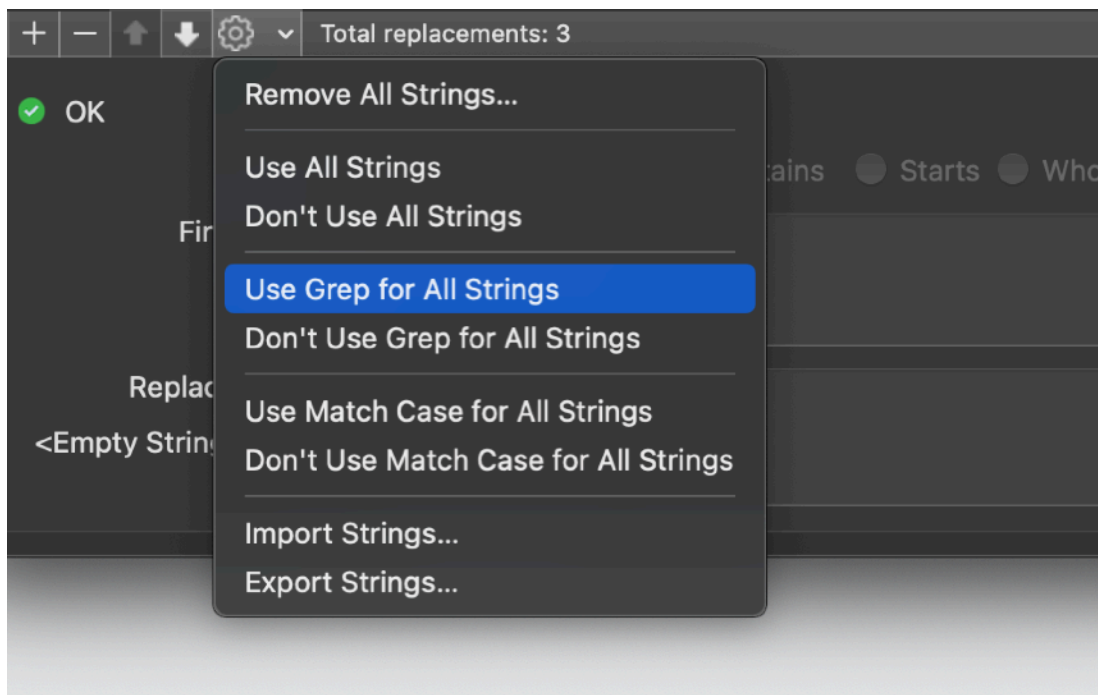 Total replacements: 3
OK
Remove All Strings...
Use All Strings
Don't Use All Strings
Starts
Use Grep for All Strings
Don't Use Grep for All Strings
Use Match Case for All Strings
<Empty
Don't Use Match Case for All Strings
Import Strings...
Export Strings...